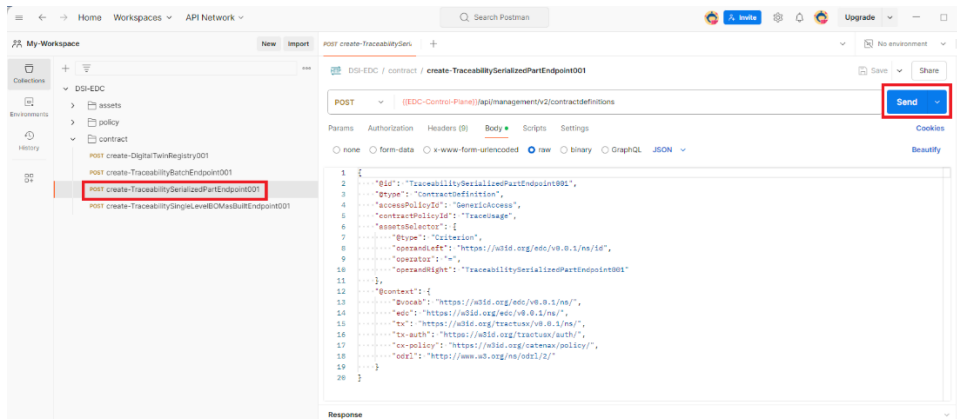 Home Workspaces API Network Search Postman Invite Upgrade
My-Workspace New Import POST create-TraceabilitySeri. No environment
Collections
Environments
History
DSI-EDC
assets
policy
contract
POST create-DigitalTwinRegistry001
POST create-TraceabilityBatchEndpoint001
POST create-TraceabilitySerializedPartEndpoint001
POST create-TraceabilitySingleLevelBOMasBuiltEndpoint001
DSI-EDC / contract / create-TraceabilitySerializedPartEndpoint001 Save Share
POST {{EDC-Control-Plane}}/api/management/v2/contractdefinitions Send
Params Authorization Headers (9) Body Scripts Settings Cookies
none form-data x-www-form-urlencoded raw binary GraphQL JSON Beautify
1 {
2 "@id": "TraceabilitySerializedPartEndpoint001",
3 "@type": "ContractDefinition",
4 "accessPolicyId": "GenericAccess",
5 "contractPolicyId": "TraceUsage",
6 "assetsSelector": {
7 "@type": "Criterion",
8 "operandLeft": "https://w3id.org/edc/v0.0.1/ns/id",
9 "operator": "=",
10 "operandRight": "TraceabilitySerializedPartEndpoint001"
11 },
12 "@context": {
13 "@vocab": "https://w3id.org/edc/v0.0.1/ns/",
14 "edc": "https://w3id.org/edc/v0.0.1/ns/",
15 "tx": "https://w3id.org/tractusx/v0.0.1/ns/",
16 "tx-auth": "https://w3id.org/tractusx/auth/",
17 "cx-policy": "https://w3id.org/catenax/policy/",
18 "odrl": "http://www.w3.org/ns/odrl/2/"
19 }
20 }
Response